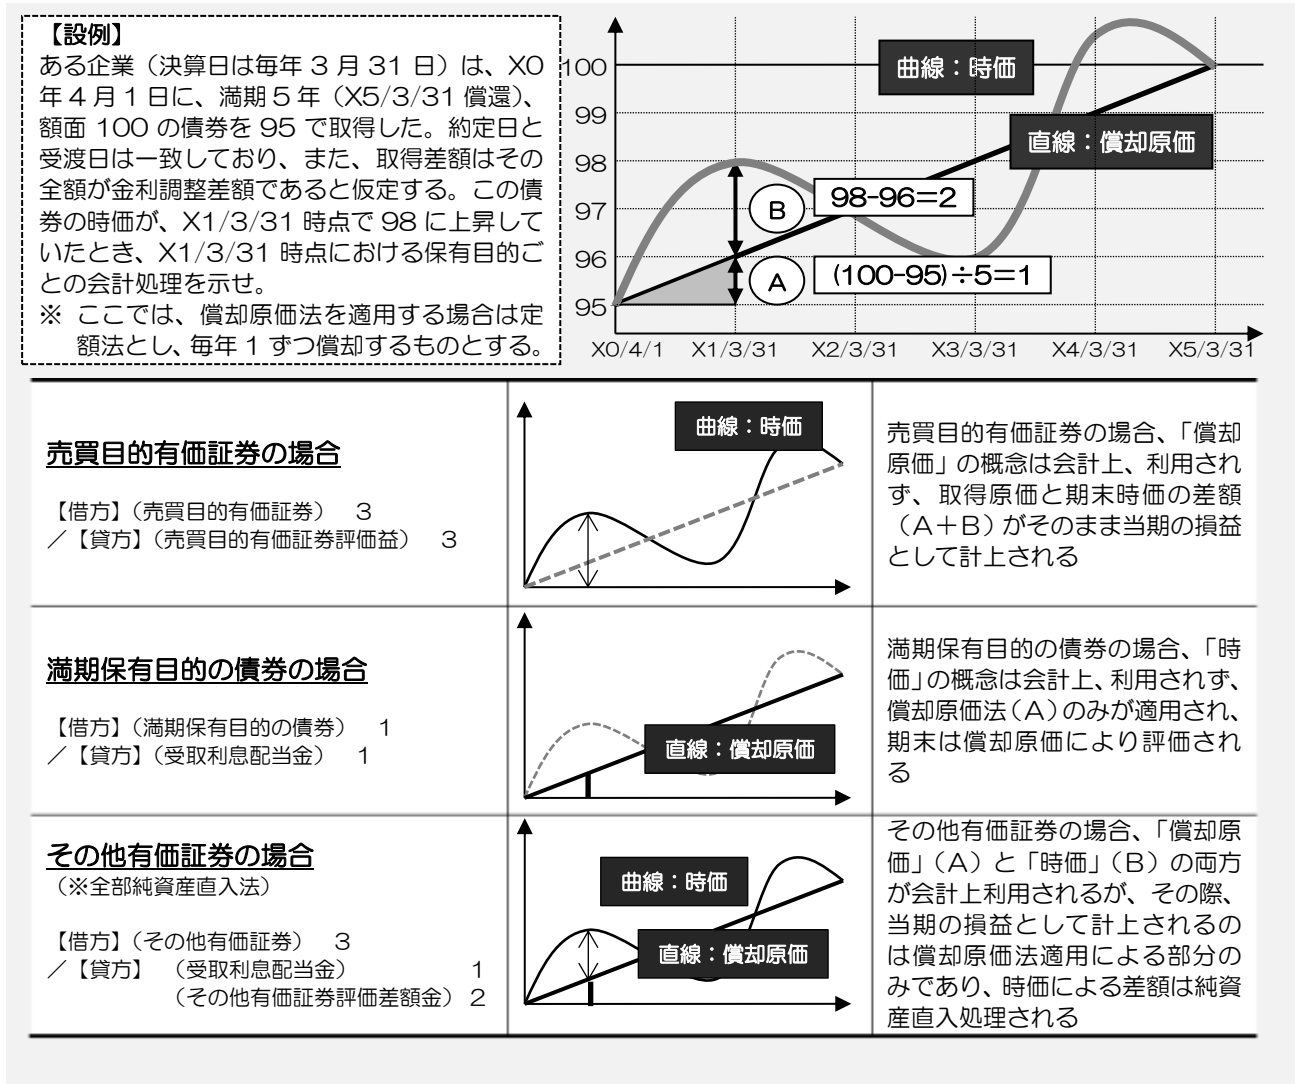 【設例】
ある企業（決算日は毎年 3 月 31 日）は、X0
年 4 月 1 日に、満期 5 年（X5/3/31 償還）、
額面 100 の債券を 95 で取得した。約定日と
受渡日は一致しており、また、取得差額はその
全額が金利調整差額であると仮定する。この債
券の時価が、X1/3/31 時点で 98 に上昇して
いたとき、X1/3/31 時点における保有目的ご
との会計処理を示せ。
※ ここでは、償却原価法を適用する場合は定
額法とし、毎年 1 ずつ償却するものとする。
100
99
98
97
96
95
曲線：時価
直線：償却原価
B
98-96=2
A
(100-95)÷5=1
X0/4/1 X1/3/31 X2/3/31 X3/3/31 X4/3/31 X5/3/31
売買目的有価証券の場合
【借方】（売買目的有価証券） 3
／【貸方】（売買目的有価証券評価益） 3
曲線：時価
売買目的有価証券の場合、「償却
原価」の概念は会計上、利用され
ず、取得原価と期末時価の差額
（A＋B）がそのまま当期の損益
として計上される
満期保有目的の債券の場合
【借方】（満期保有目的の債券） 1
／【貸方】（受取利息配当金） 1
直線：償却原価
満期保有目的の債券の場合、「時
価」の概念は会計上、利用されず、
償却原価法（A）のみが適用され、
期末は償却原価により評価され
る
その他有価証券の場合
（※全部純資産直入法）
【借方】（その他有価証券） 3
／【貸方】 （受取利息配当金） 1
（その他有価証券評価差額金） 2
曲線：時価
直線：償却原価
その他有価証券の場合、「償却原
価」（A）と「時価」（B）の両方
が会計上利用されるが、その際、
当期の損益として計上されるの
は償却原価法適用による部分の
みであり、時価による差額は純資
産直入処理される